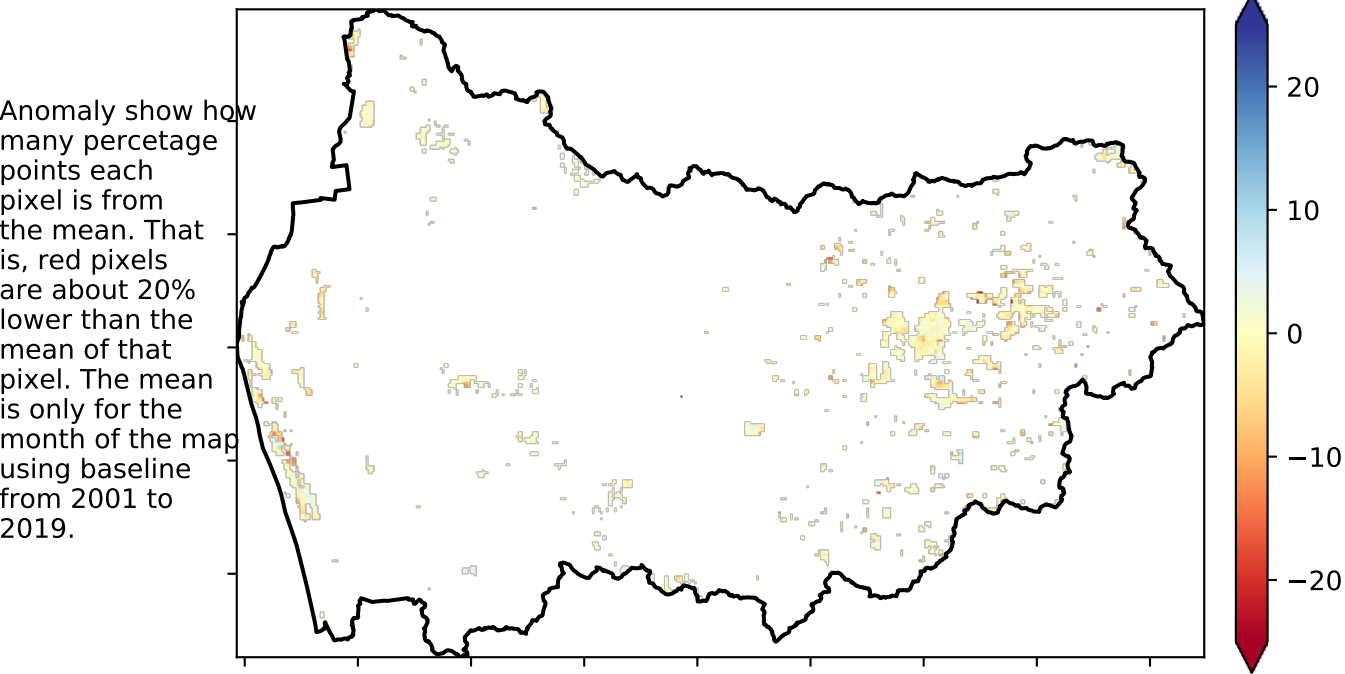 Anomaly show how
many percetage
points each
pixel is from
the mean. That
is, red pixels
are about 20%
lower than the
mean of that
pixel. The mean
is only for the
month of the map
using baseline
from 2001 to
2019.
20
10
0
−10
−20